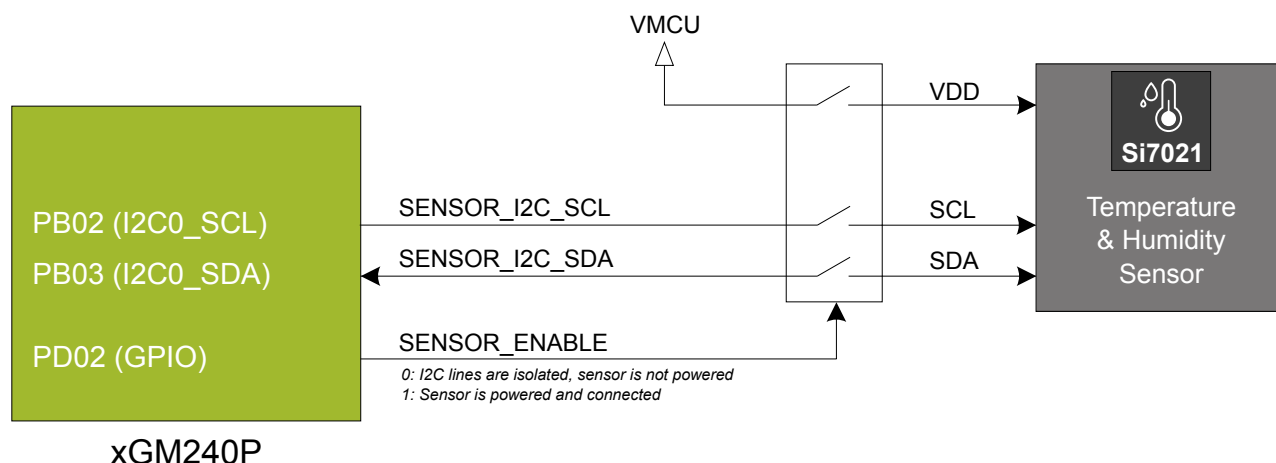 VMCU
VDD
Si7021
PB02 (I2C0_SCL)
SENSOR_I2C_SCL
SCL
PB03 (I2C0_SDA)
SENSOR_I2C_SDA
SDA
Temperature
& Humidity
Sensor
PD02 (GPIO)
SENSOR_ENABLE
0: I2C lines are isolated, sensor is not powered
1: Sensor is powered and connected
xGM240P